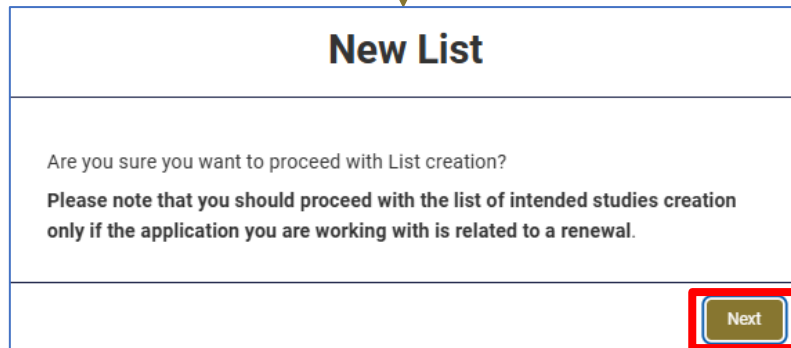 New List
Are you sure you want to proceed with List creation?
Please note that you should proceed with the list of intended studies creation
only if the application you are working with is related to a renewal.
Next